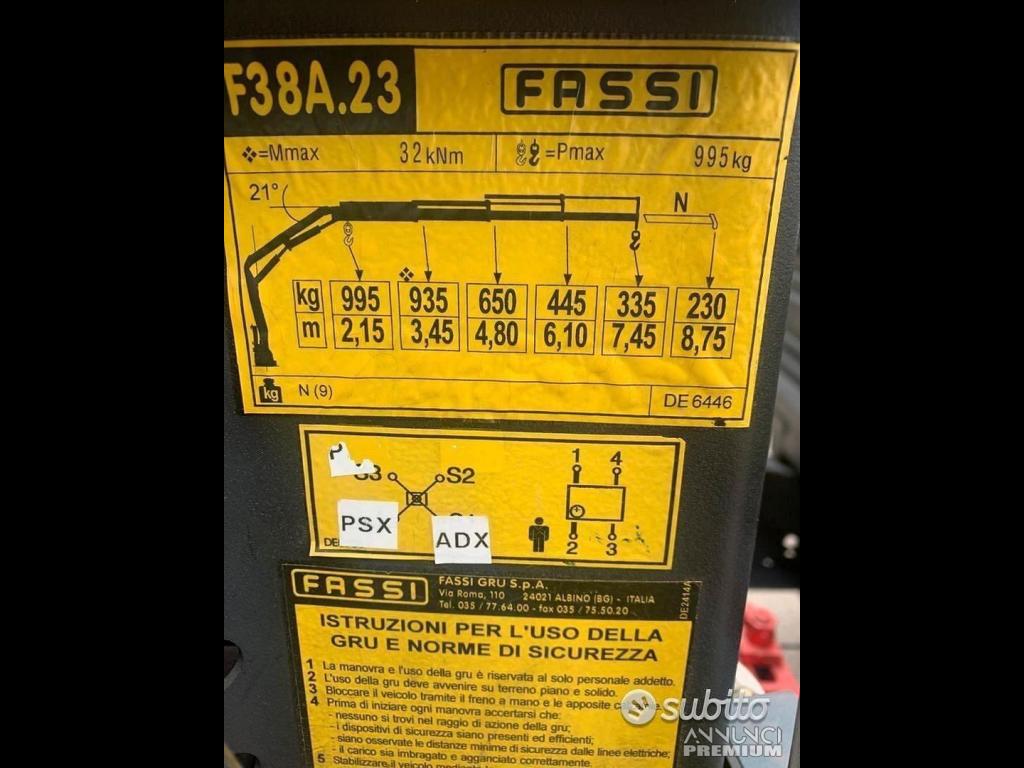 F38A.23 FASSI
=Mmax 32kNm =Pmax 995kg
21° N
kg 995 935 650 445 335 230
m 2,15 3,45 4,80 6,10 7,45 8,75
kg N (9) DE6446
S2 1 4
PSX ADX 2 3
FASSI FASSI GRU S.p.A.
Via Roma, 110 24021 ALBINO (BG) - ITALIA
Tel. 035 / 77.64.00 - fax 035 / 75.50.20
DE2414A
ISTRUZIONI PER L'USO DELLA
GRU E NORME DI SICUREZZA
1 La manovra e l'uso della gru è riservata al solo personale addetto.
2 L'uso della gru deve avvenire su terreno piano e solido.
3 Bloccare il veicolo tramite il freno a mano e le apposite
4 Prima di iniziare ogni manovra accertarsi che:
- nessuno si trovi nel raggio di azione della gru;
- i dispositivi di sicurezza siano presenti ed efficienti;
- siano osservate le distanze minime di sicurezza dalle linee elettriche;
- il carico sia imbragato e agganciato correttamente.
5 Stabilizzare il veicolo
subito
ANNUNCI
PREMIUM